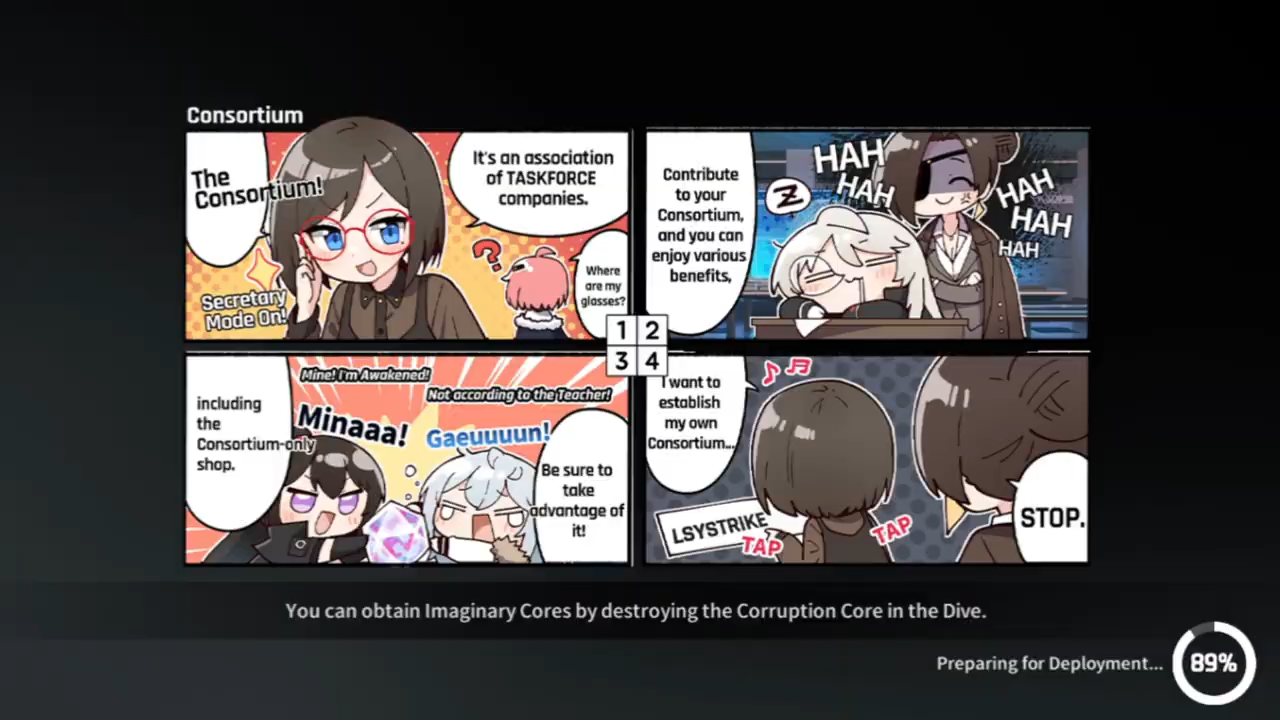 Consortium
The
Consortium!
It's an association
of TASKFORCE
companies.
Secretary
Mode On!
?
Where
are my
glasses?
Contribute
to your
Consortium,
and you can
enjoy various
benefits,
Z
HAH
HAH
HAH
HAH
HAH
1 2
3 4
including
the
Consortium-only
shop.
Mine! I'm Awakened!
Not according to the Teacher!
Minaaa!
Gaeuuuun!
Be sure to
take
advantage of
it!
I want to
establish
my own
Consortium...
LSYSTRIKE
TAP
TAP
STOP.
You can obtain Imaginary Cores by destroying the Corruption Core in the Dive.
Preparing for Deployment...
89%